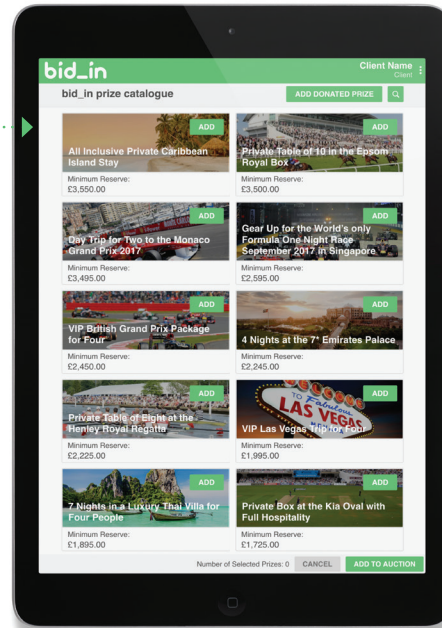 bid_in
Client Name
Client
bid_in prize catalogue
ADD DONATED PRIZE
ADD
All Inclusive Private Caribbean
Island Stay
Minimum Reserve:
£3,550.00
ADD
Private Table of 10 in the Epsom
Royal Box
Minimum Reserve:
£3,500.00
ADD
Day Trip for Two to the Monaco
Grand Prix 2017
Minimum Reserve:
£3,495.00
ADD
Gear Up for the World's only
Formula One Night Race
September 2017 in Singapore
Minimum Reserve:
£2,595.00
ADD
VIP British Grand Prix Package
for Four
Minimum Reserve:
£2,450.00
ADD
4 Nights at the 7* Emirates Palace
Minimum Reserve:
£2,245.00
ADD
Private Table of Eight at the
Henley Royal Regatta
Minimum Reserve:
£2,225.00
ADD
WELCOME
TO Fabulous
LAS VEGAS
VIP Las Vegas Trip for Four
Minimum Reserve:
£1,995.00
ADD
7 Nights in a Luxury Thai Villa for
Four People
Minimum Reserve:
£1,895.00
ADD
Private Box at the Kia Oval with
Full Hospitality
Minimum Reserve:
£1,725.00
Number of Selected Prizes: 0
CANCEL
ADD TO AUCTION